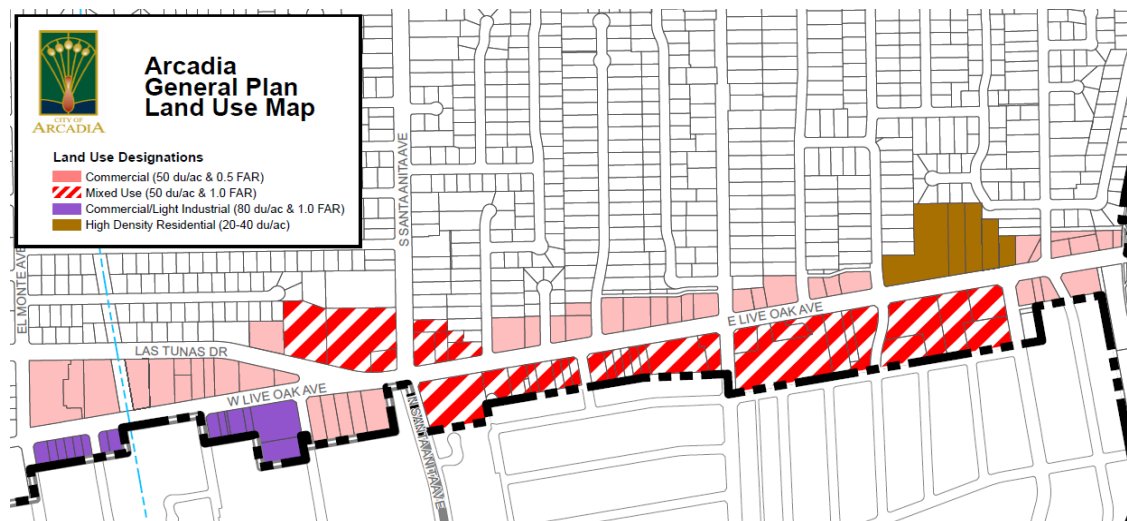 Arcadia
General Plan
Land Use Map
CITY OF
ARCADIA
Land Use Designations
Commercial (50 du/ac & 0.5 FAR)
Mixed Use (50 du/ac & 1.0 FAR)
Commercial/Light Industrial (80 du/ac & 1.0 FAR)
High Density Residential (20-40 du/ac)
S SANTA ANITA AVE
EL MONTE AVE
E LIVE OAK AVE
LAS TUNAS DR
W LIVE OAK AVE
SANTA ANITA AVE